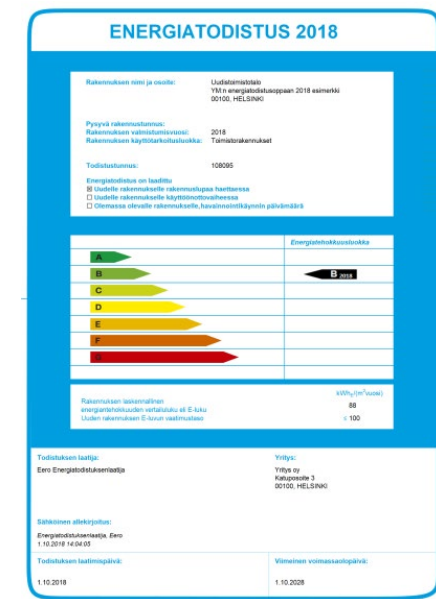 ENERGIATODISTUS 2018
Rakennuksen nimi ja osoite: Uudistoimistotalo
YM:n energiatodistusoppaan 2018 esimerkki
00100, HELSINKI
Pysyvä rakennustunnus:
Rakennuksen valmistumisvuosi: 2018
Rakennuksen käyttötarkoitusluokka: Toimistorakennukset
Todistustunnus: 108095
Energiatodistus on laadittu
☒ Uudelle rakennukselle rakennuslupaa haettaessa
☐ Uudelle rakennukselle käyttöönottovaiheessa
☐ Olemassa olevalle rakennukselle, havainnointikäynnin päivämäärä
Energiatehokkuusluokka
A
B
B 2018
C
D
E
F
G
kWhE/(m²vuosi)
Rakennuksen laskennallinen
energiatehokkuuden vertailuluku eli E-luku 88
Uuden rakennuksen E-luvun vaatimustaso ≤ 100
Todistuksen laatija: Yritys:
Eero Energiatodistuksenlaatija Yritys oy
Katuposoite 3
00100, HELSINKI
Sähköinen allekirjoitus:
Energiatodistuksenlaatija, Eero
1.10.2018 14:04:05
Todistuksen laatimispäivä: Viimeinen voimassaolopäivä:
1.10.2018 1.10.2028